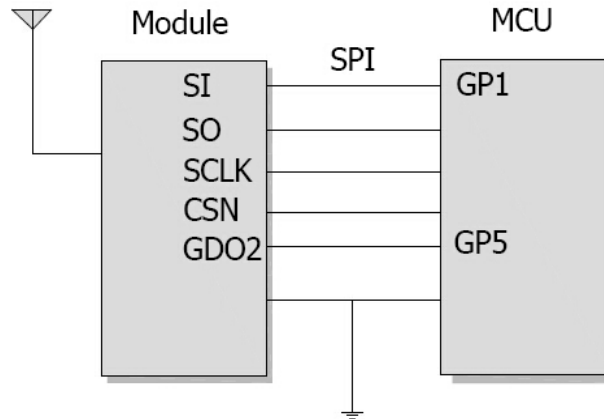 Module
MCU
SPI
SI
GP1
SO
SCLK
CSN
GDO2
GP5